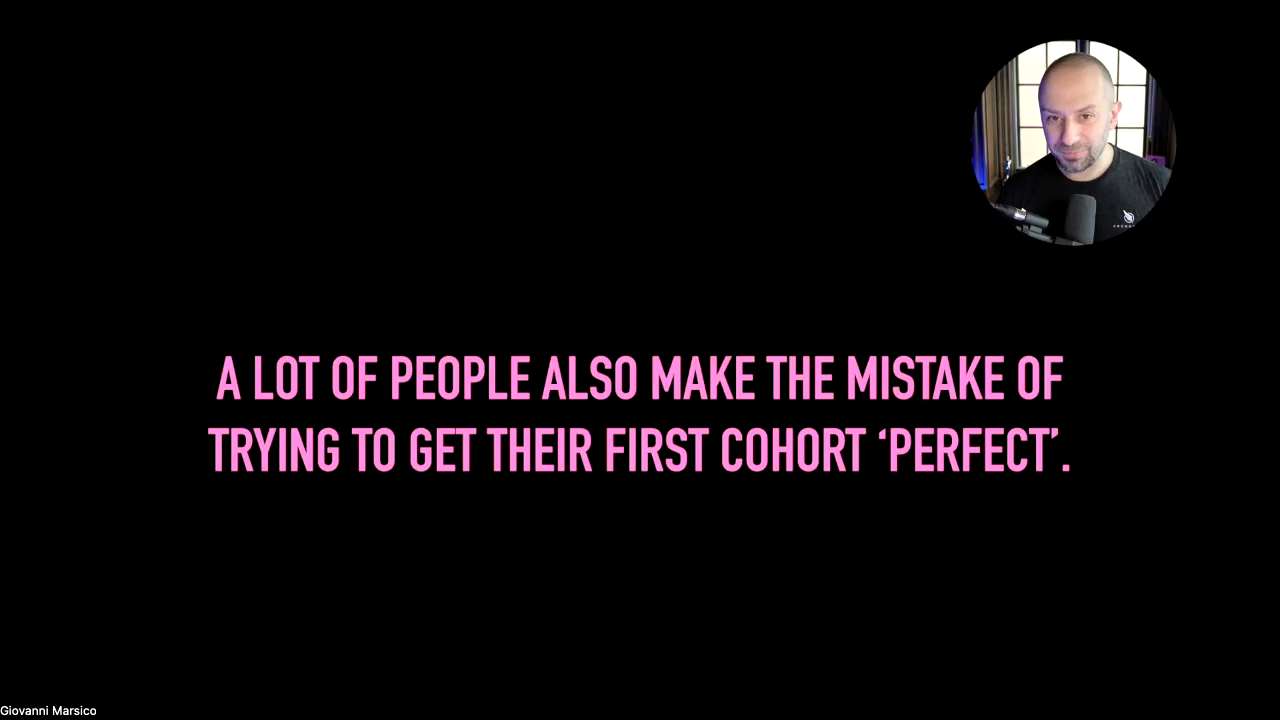 A LOT OF PEOPLE ALSO MAKE THE MISTAKE OF
TRYING TO GET THEIR FIRST COHORT ‘PERFECT’.
Giovanni Marsico